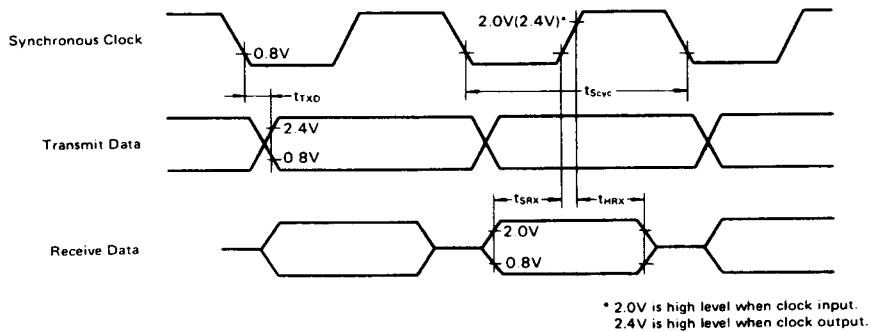 2.0V(2.4V)*
Synchronous Clock
0.8V
tTXD
tScyc
2.4V
Transmit Data
0.8V
tSRX
tHRX
2.0V
Receive Data
0.8V
* 2.0V is high level when clock input.
2.4V is high level when clock output.